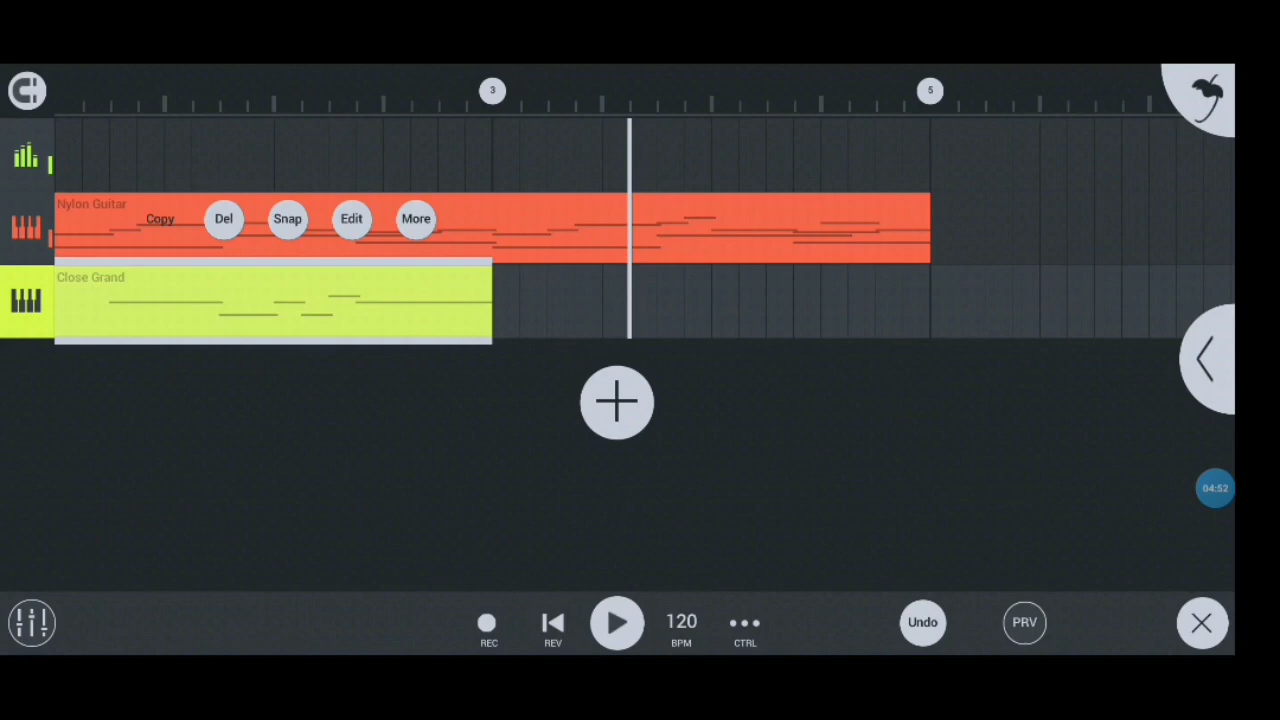 3
5
Nylon Guitar
Copy
Del
Snap
Edit
More
Close Grand
04:52
REC
REV
120
BPM
CTRL
Undo
PRV